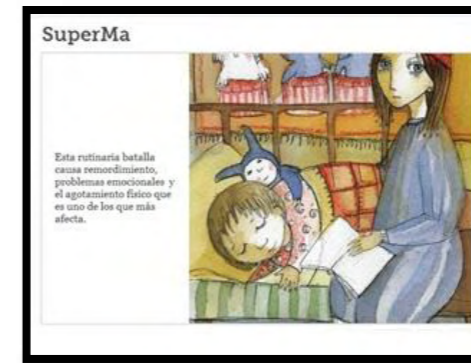 SuperMa
Esta rutinaria batalla
causa remordimiento,
problemas emocionales y
el agotamiento físico que
es uno de los que más
afecta.